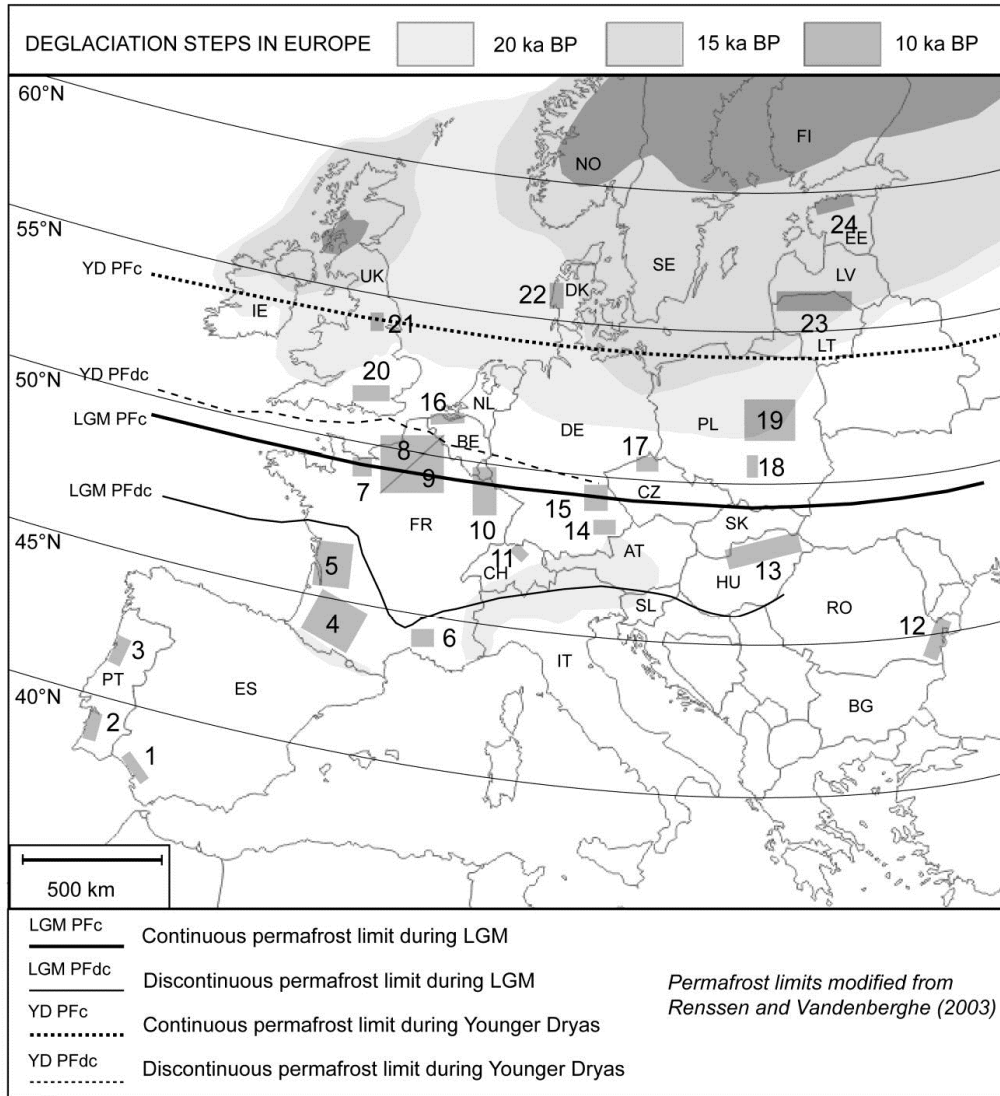 DEGLACIATION STEPS IN EUROPE 20 ka BP 15 ka BP 10 ka BP
60°N
FI
NO
24
55°N
EE
YD PFc
UK
SE
LV
22 DK
IE
21
23
LT
50°N
20
YD PFdc
16 NL
19
LGM PFc
DE
PL
8
BE
17
18
7
9
CZ
LGM PFdc
10
15
SK
FR
14
45°N
5
11
AT
CH
HU
13
SL
RO
12
4
6
3
IT
PT
ES
BG
40°N
2
1
500 km
LGM PFc
Continuous permafrost limit during LGM
LGM PFdc
Discontinuous permafrost limit during LGM
YD PFc
Continuous permafrost limit during Younger Dryas
YD PFdc
Discontinuous permafrost limit during Younger Dryas
Permafrost limits modified from
Renssen and Vandenberghe (2003)